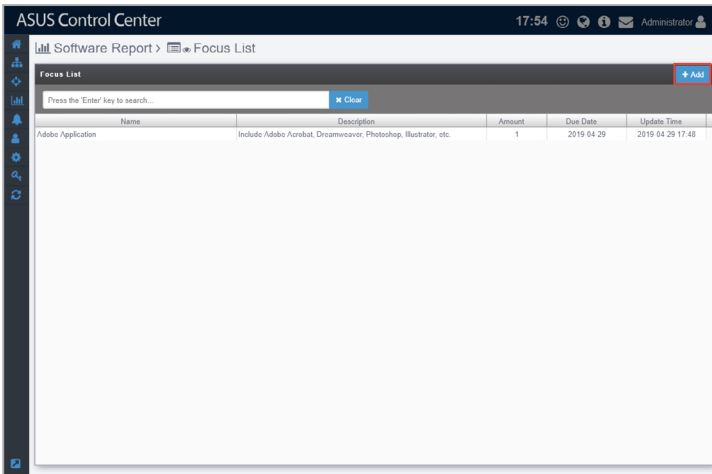 ASUS Control Center
17:54
Administrator
Software Report > Focus List
Focus List
+ Add
Press the 'Enter' key to search...
× Clear
Name Description Amount Due Date Update Time
Adobe Application Include Adobe Acrobat, Dreamweaver, Photoshop, Illustrator, etc. 1 2019 04 29 2019 04 29 17:48